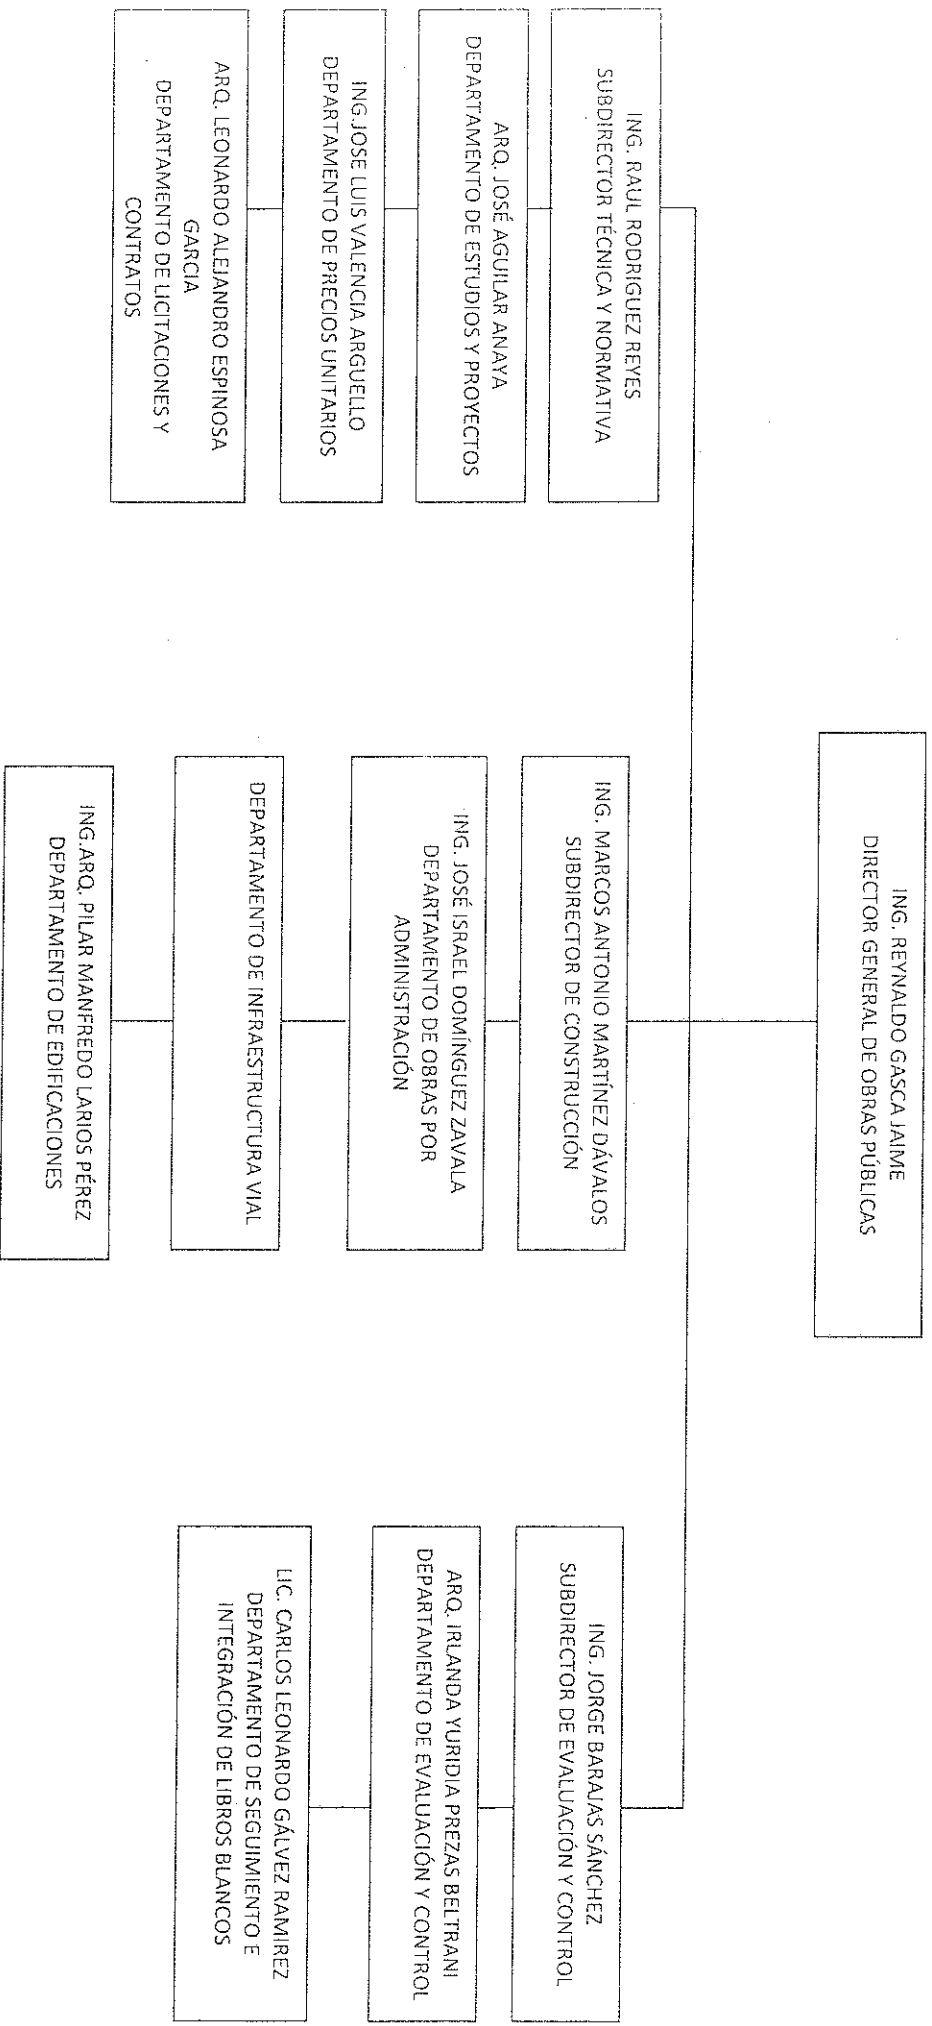 ING. REYNALDO GASCA JAIME
DIRECTOR GENERAL DE OBRAS PÚBLICAS
ING. RAUL RODRIGUEZ REYES
SUBDIRECTOR TÉCNICA Y NORMATIVA
ARQ. JOSÉ AGUILAR ANAYA
DEPARTAMENTO DE ESTUDIOS Y PROYECTOS
ING.JOSE LUIS VALENCIA ARGUELLO
DEPARTAMENTO DE PRECIOS UNITARIOS
ARQ. LEONARDO ALEJANDRO ESPINOSA
GARCIA
DEPARTAMENTO DE LICITACIONES Y
CONTRATOS
ING. MARCOS ANTONIO MARTÍNEZ DÁVALOS
SUBDIRECTOR DE CONSTRUCCIÓN
ING. JOSÉ ISRAEL DOMÍNGUEZ ZAVALA
DEPARTAMENTO DE OBRAS POR
ADMINISTRACIÓN
DEPARTAMENTO DE INFRAESTRUCTURA VIAL
ING.ARQ. PILAR MANFREDO LARIOS PÉREZ
DEPARTAMENTO DE EDIFICACIONES
ING. JORGE BARAJAS SÁNCHEZ
SUBDIRECTOR DE EVALUACIÓN Y CONTROL
ARQ. IRLANDA YURIDIA PREZAS BELTRANI
DEPARTAMENTO DE EVALUACIÓN Y CONTROL
LIC. CARLOS LEONARDO GÁLVEZ RAMIREZ
DEPARTAMENTO DE SEGUIMIENTO E
INTEGRACIÓN DE LIBROS BLANCOS